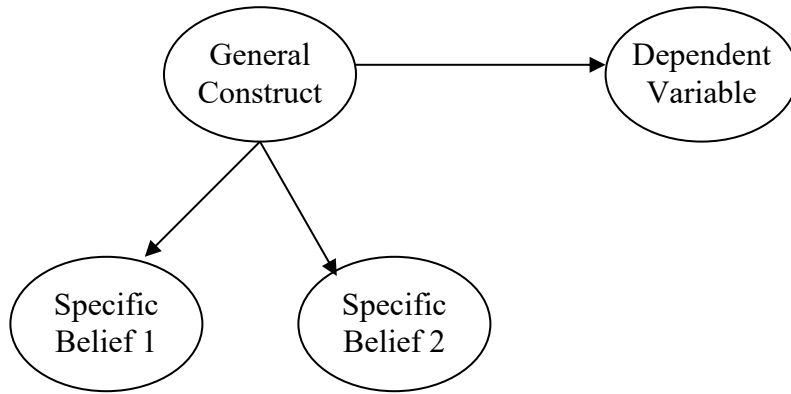 General
Construct
Dependent
Variable
Specific
Belief 1
Specific
Belief 2